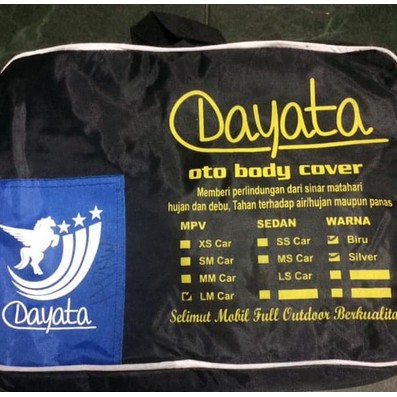 Dayata
oto body cover
Memberi perlindungan dari sinar matahari
hujan dan debu, Tahan terhadap air/hujan maupun panas
MPV SEDAN WARNA
XS Car SS Car Biru
SM Car MS Car Silver
MM Car LS Car
LM Car
Selimut Mobil Full Outdoor Berkualita
Dayata